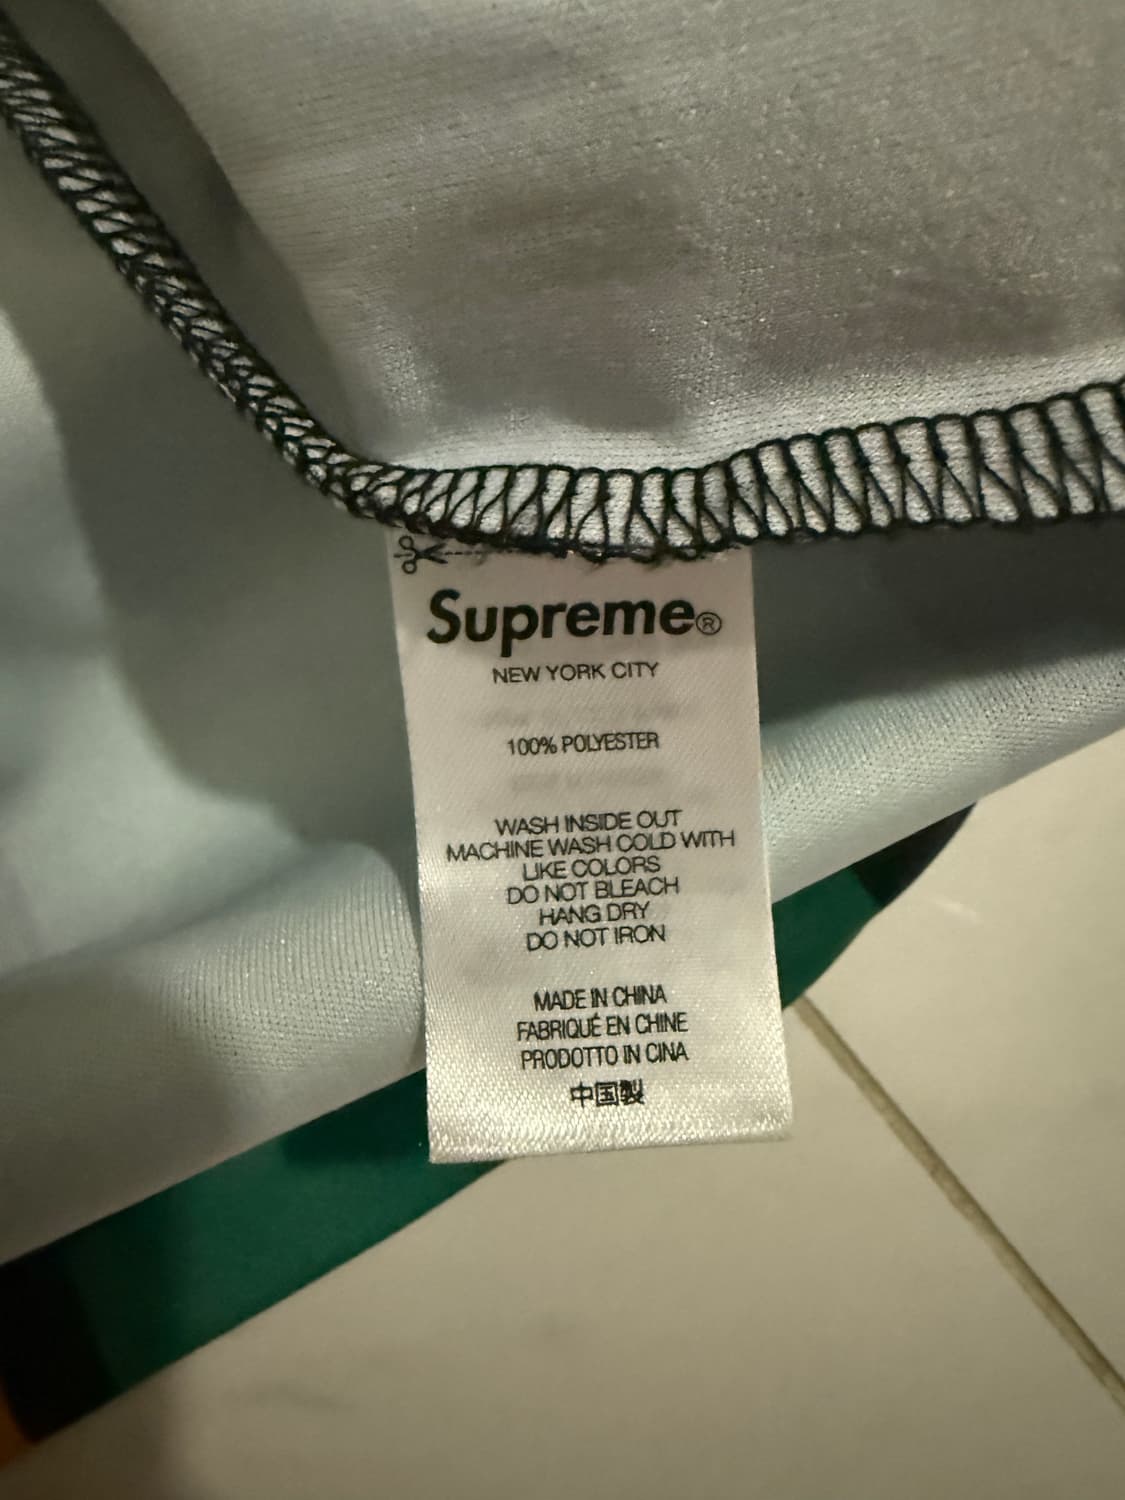 Supreme®
NEW YORK CITY
100% POLYESTER
WASH INSIDE OUT
MACHINE WASH COLD WITH
LIKE COLORS
DO NOT BLEACH
HANG DRY
DO NOT IRON
MADE IN CHINA
FABRIQUÉ EN CHINE
PRODOTTO IN CINA
中国製